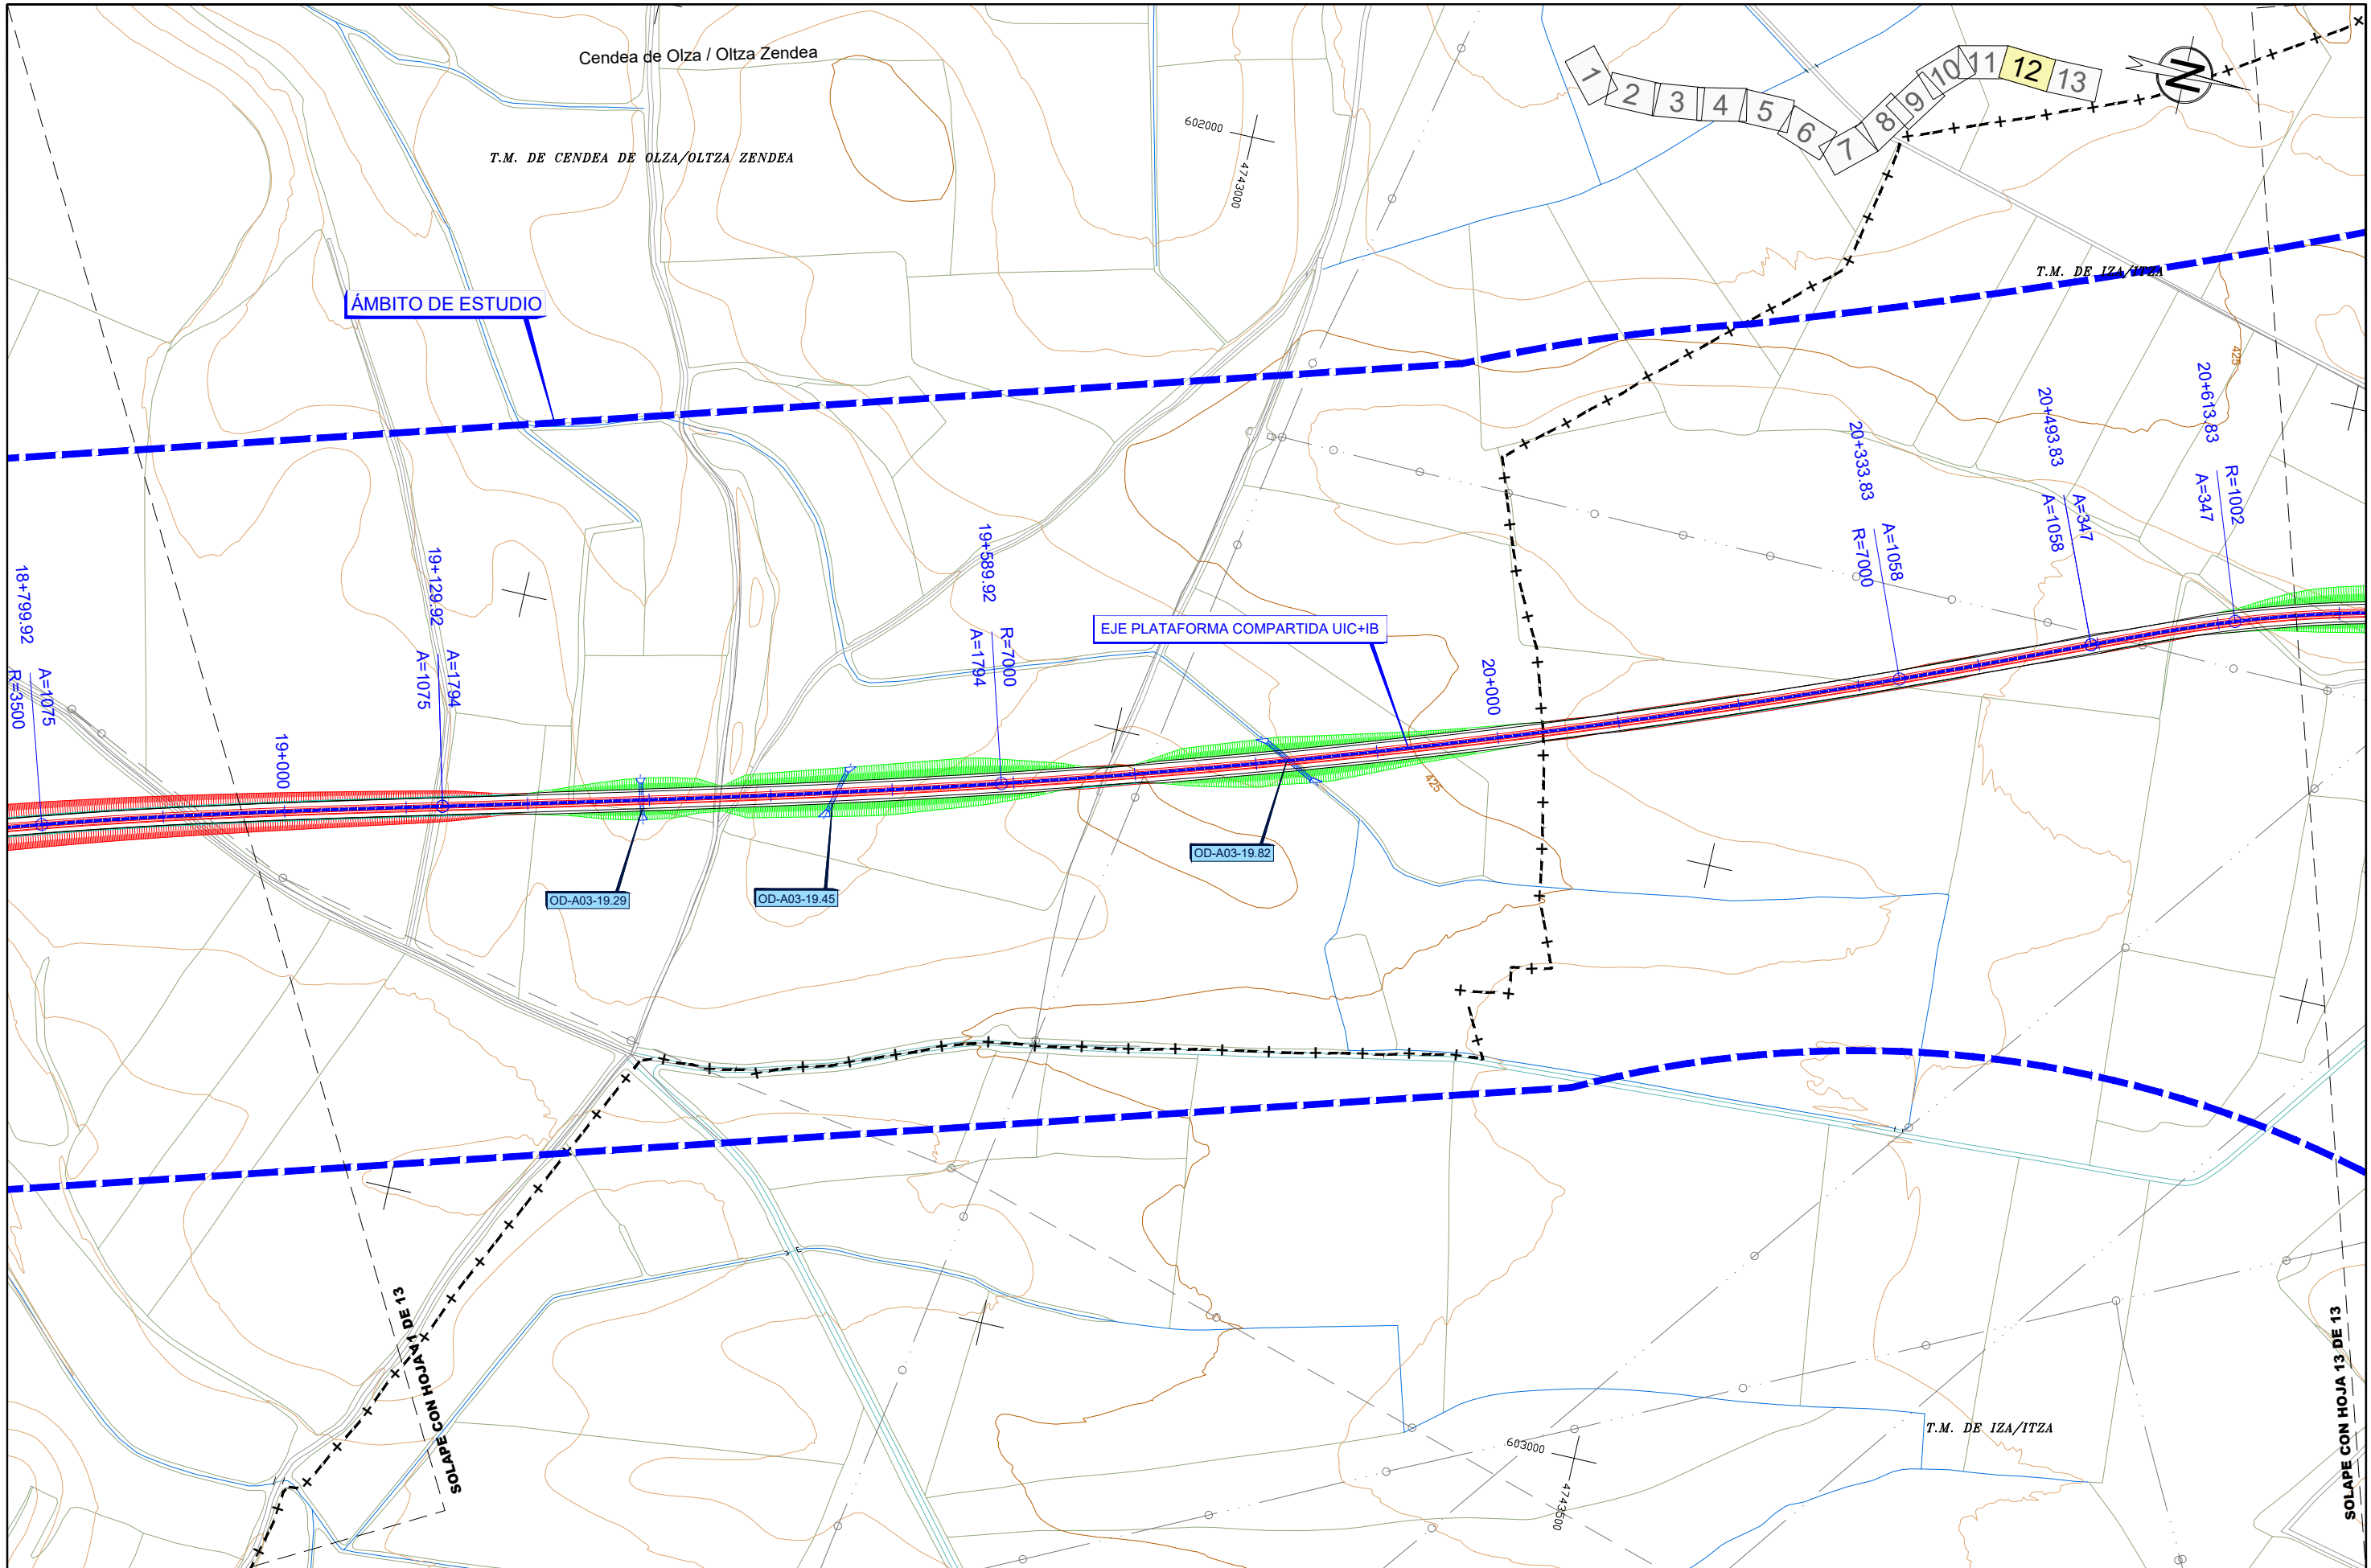 Cendea de Olza / Oltza Zendea
T.M. DE CENDEA DE OLZA/OLTZA ZENDEA
602000
4743000
1
2
3
4
5
6
7
8
9
10
11
12
13
N
T.M. DE IZA/ITZA
ÁMBITO DE ESTUDIO
425
18+799.92
A=1075
R=3500
19+000
19+129.92
A=1794
A=1075
19+589.92
R=7000
A=1794
EJE PLATAFORMA COMPARTIDA UIC+IB
20+000
20+333.83
A=1058
R=7000
20+493.83
A=347
A=1058
20+613.83
R=1002
A=347
425
OD-A03-19.29
OD-A03-19.45
OD-A03-19.82
SOLAPE CON HOJA 11 DE 13
603000
4743500
T.M. DE IZA/ITZA
SOLAPE CON HOJA 13 DE 13